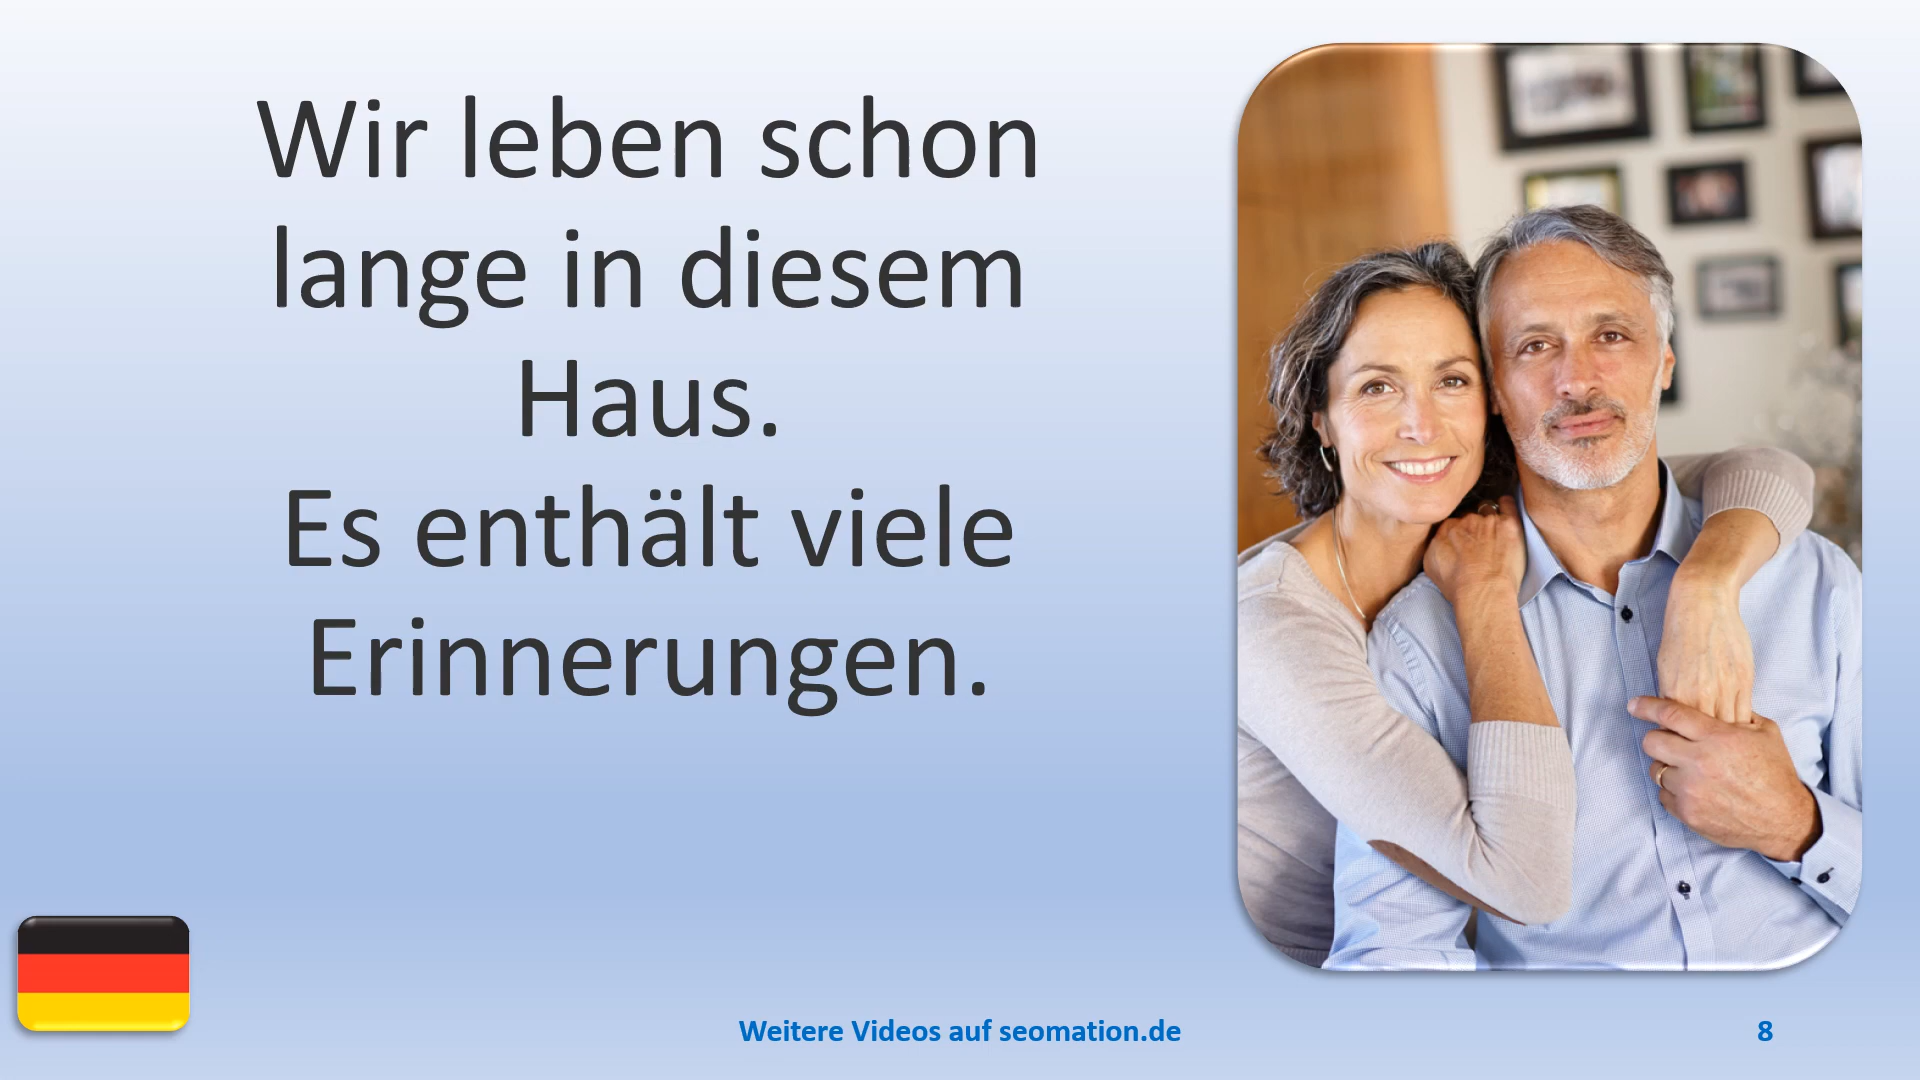 Wir leben schon
lange in diesem
Haus.
Es enthält viele
Erinnerungen.
Weitere Videos auf seomation.de
8